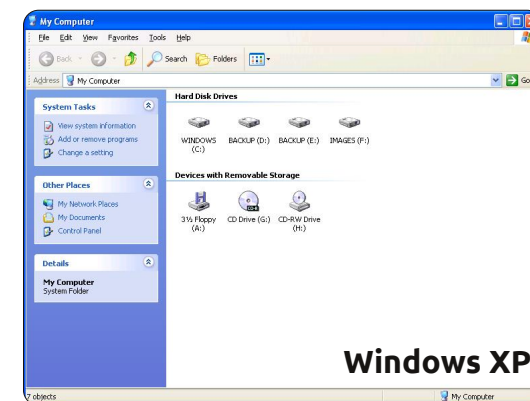 My Computer
File Edit View Favorites Tools Help
Back Search Folders
Address My Computer Go
System Tasks
View system information
Add or remove programs
Change a setting
Other Places
My Network Places
My Documents
Control Panel
Details
My Computer
System Folder
Hard Disk Drives
WINDOWS (C:) BACKUP (D:) BACKUP (E:) IMAGES (F:)
Devices with Removable Storage
3½ Floppy (A:) CD Drive (G:) CD-RW Drive (H:)
Windows XP
7 objects My Computer